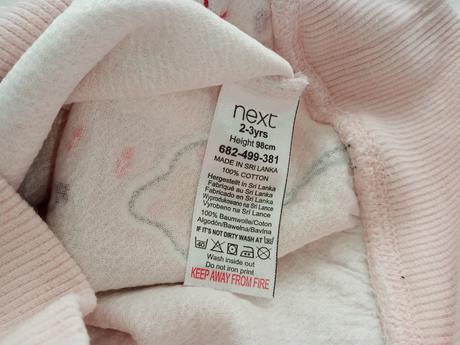 next
2-3yrs
Height 98cm
682-499-381
MADE IN SRI LANKA
100% COTTON
Hergestellt in Sri Lanka
Fabriqué au Sri Lanka
Fabricado en Sri Lanka
Wyprodukowano na Sri Lance
Vyrobeno na Srí Lance
100% Baumwolle/Coton
Algodón/Bawełna/Bavlna
IF IT'S NOT DIRTY WASH AT 30
40
Wash inside out
Do not iron print
KEEP AWAY FROM FIRE